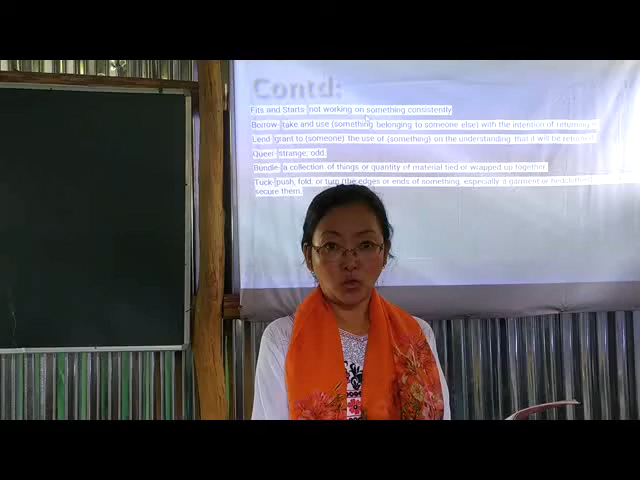 Contd:
Fits and Starts- not working on something consistently
Borrow- take and use (something belonging to someone else) with the intention of returning it
Lend- grant to (someone) the use of (something) on the understanding that it will be returned
Queer- strange; odd.
Bundle- a collection of things or quantity of material tied or wrapped up together.
Tuck- push, fold, or turn (the edges or ends of something, especially a garment or bedclothes)
secure them.